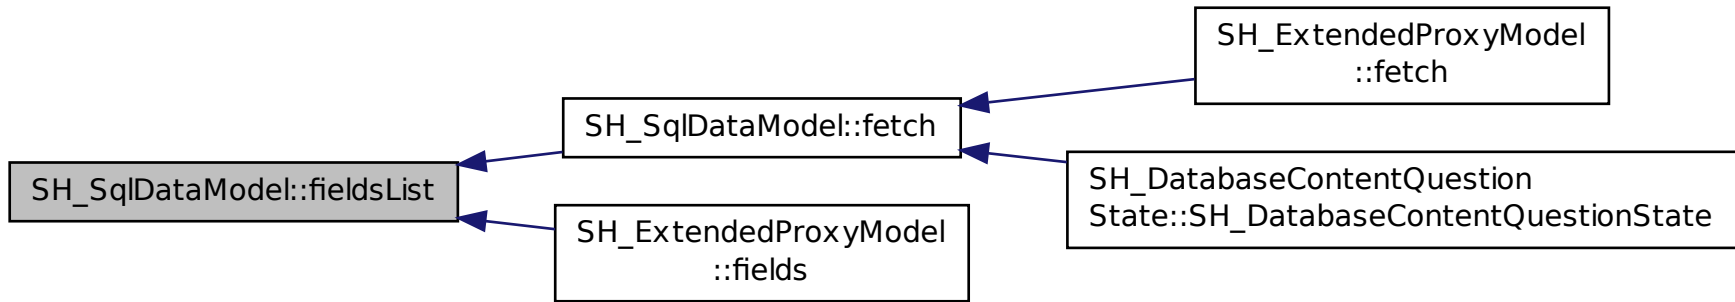 SH_SqlDataModel::fieldsList
SH_SqlDataModel::fetch
SH_ExtendedProxyModel
::fields
SH_ExtendedProxyModel
::fetch
SH_DatabaseContentQuestion
State::SH_DatabaseContentQuestionState